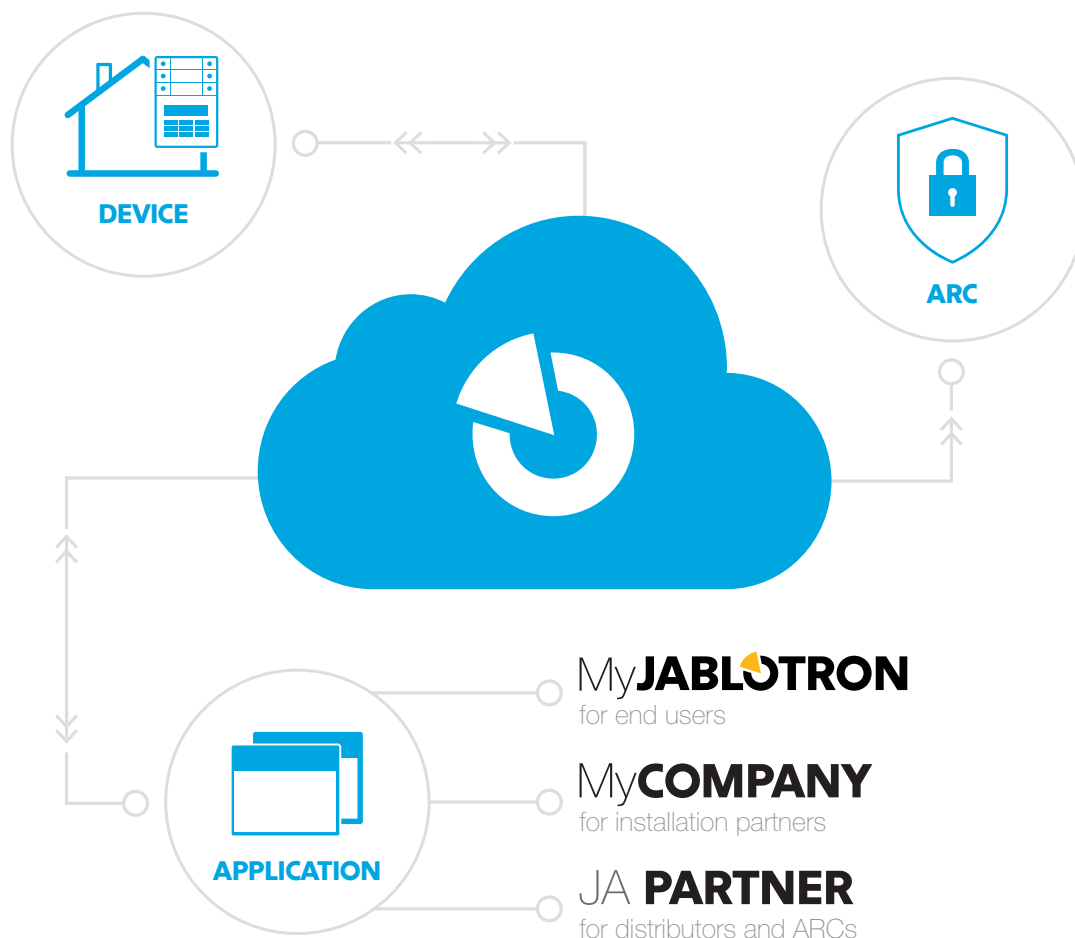 DEVICE
ARC
MyJABLOTRON
for end users
MyCOMPANY
for installation partners
APPLICATION
JA PARTNER
for distributors and ARCs